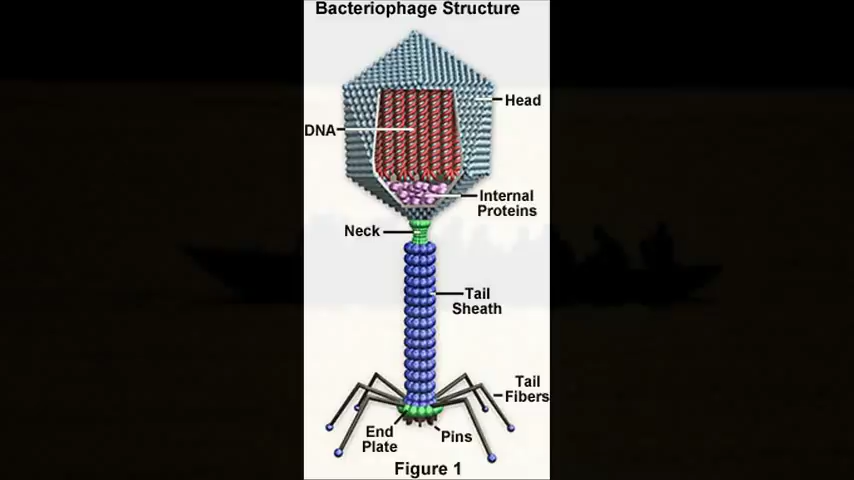 Bacteriophage Structure
Head
DNA
Internal
Proteins
Neck
Tail
Sheath
Tail
Fibers
End
Plate
Pins
Figure 1